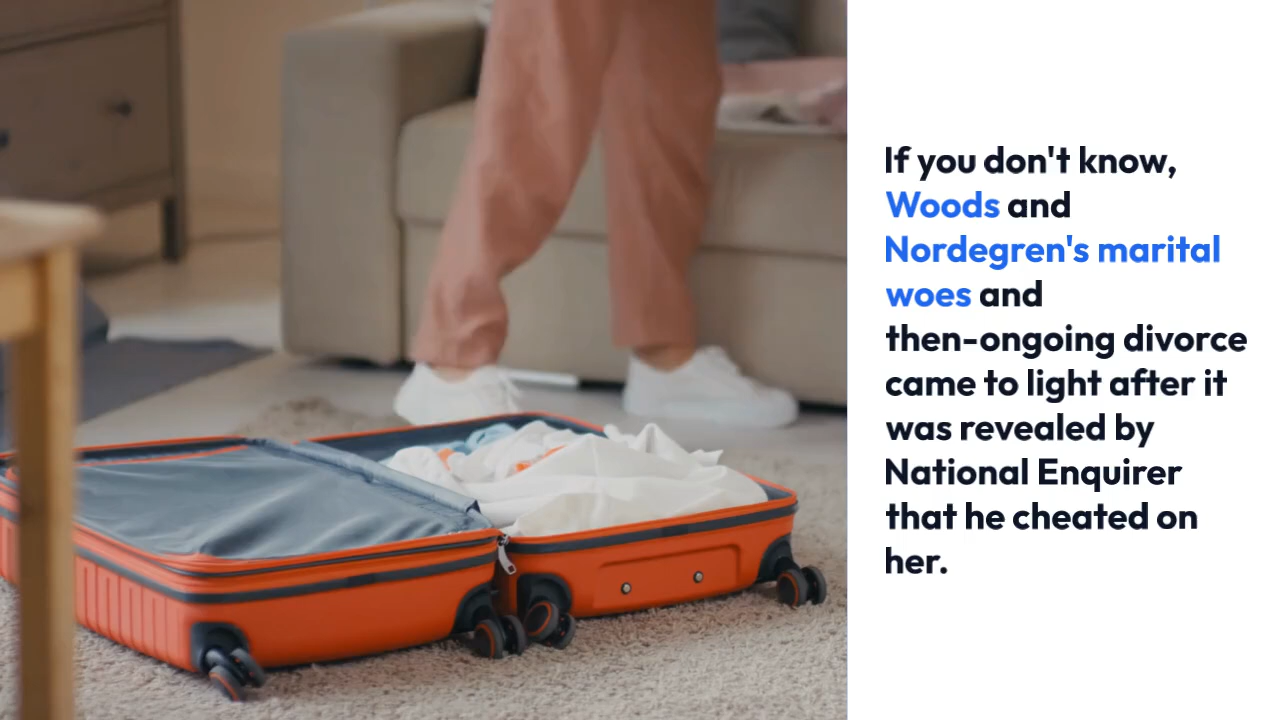 If you don't know,
Woods and
Nordegren's marital
woes and
then-ongoing divorce
came to light after it
was revealed by
National Enquirer
that he cheated on
her.